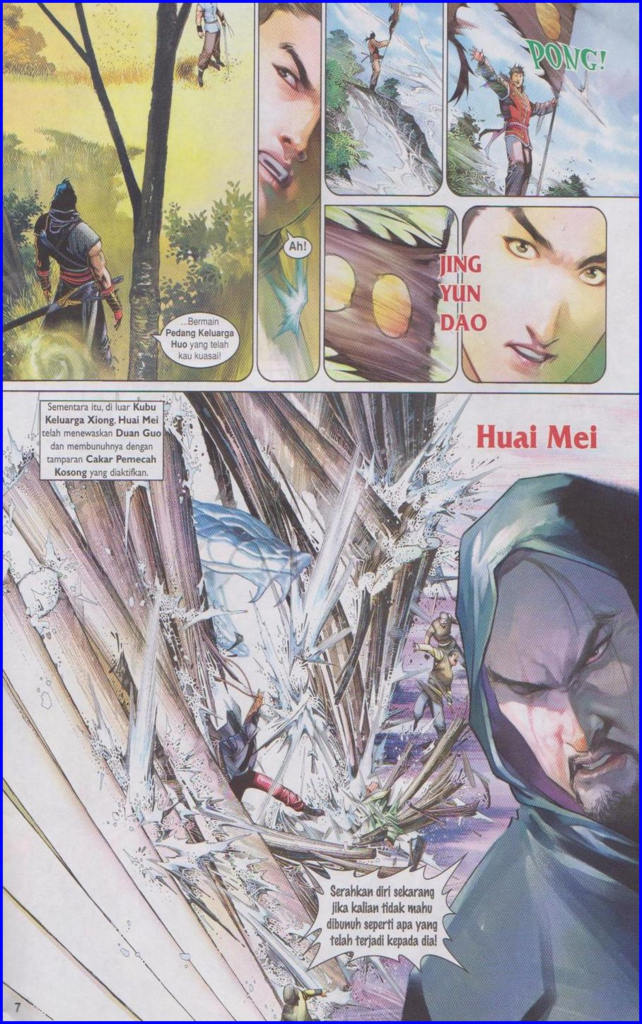 PONG!
Ah!
JING
YUN
DAO
...Bermain
Pedang Keluarga
Huo yang telah
kau kuasai!
Sementara itu, di luar Kubu
Keluarga Xiong, Huai Mei
telah menewaskan Duan Guo
dan membunuhnya dengan
tamparan Cakar Pemecah
Kosong yang diaktifkan.
Huai Mei
Serahkan diri sekarang
jika kalian tidak mahu
dibunuh seperti apa yang
telah terjadi kepada dia!
7